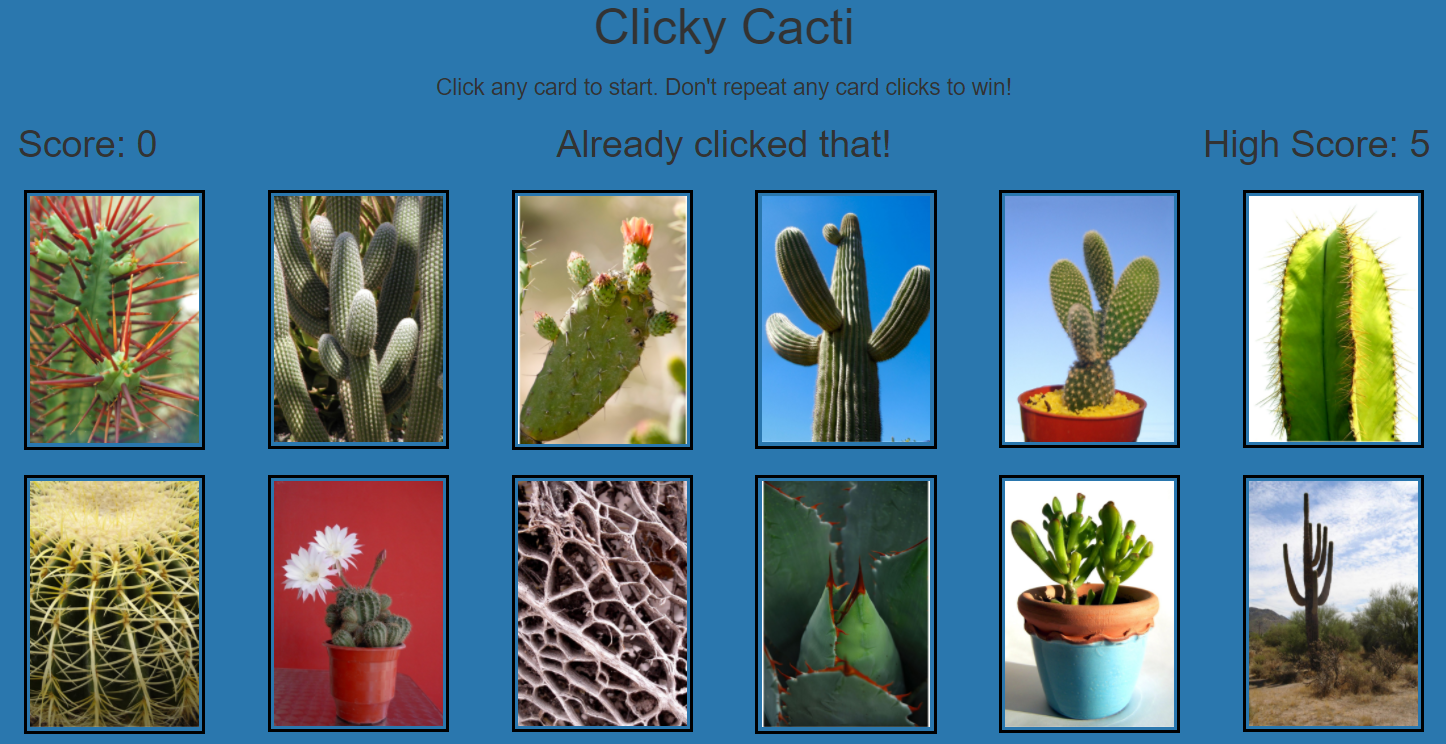 Clicky Cacti
Click any card to start. Don't repeat any card clicks to win!
Score: 0
Already clicked that!
High Score: 5